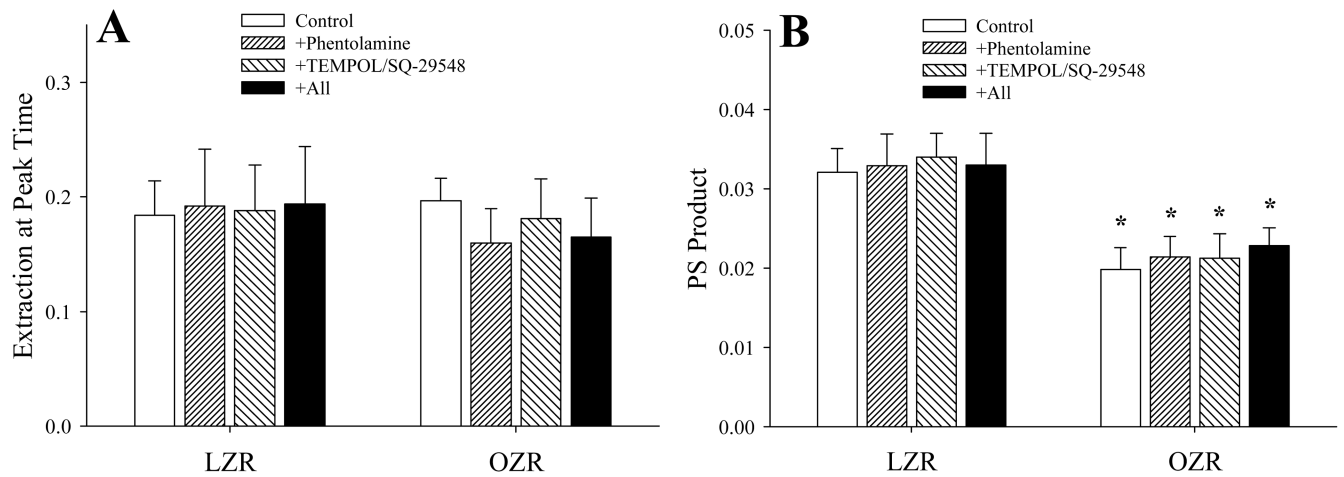 A
Control
+Phentolamine
+TEMPOL/SQ-29548
+All
Extraction at Peak Time
0.3
0.2
0.1
0.0
LZR
OZR
B
Control
+Phentolamine
+TEMPOL/SQ-29548
+All
PS Product
0.05
0.04
0.03
0.02
0.01
0.00
* * * *
LZR
OZR